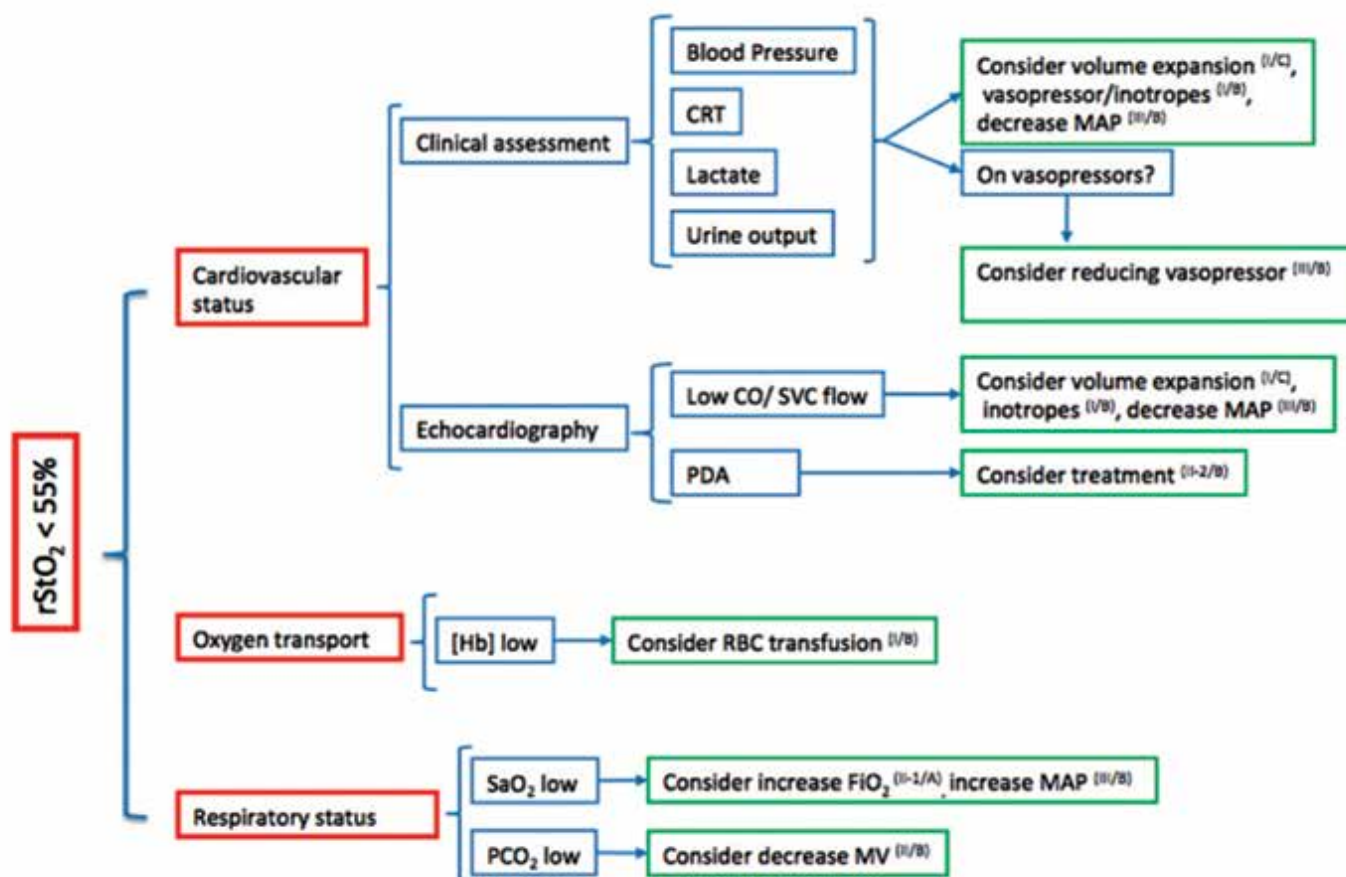 rStO₂ < 55%
Cardiovascular
status
Clinical assessment
Blood Pressure
CRT
Lactate
Urine output
Consider volume expansion (I/C),
vasopressor/inotropes (I/B),
decrease MAP (III/B)
On vasopressors?
Consider reducing vasopressor (III/B)
Echocardiography
Low CO/ SVC flow
Consider volume expansion (I/C),
inotropes (I/B), decrease MAP (III/B)
PDA
Consider treatment (II-2/B)
Oxygen transport
[Hb] low
Consider RBC transfusion (I/B)
Respiratory status
SaO₂ low
Consider increase FiO₂ (II-1/A), increase MAP (III/B)
PCO₂ low
Consider decrease MV (II/B)